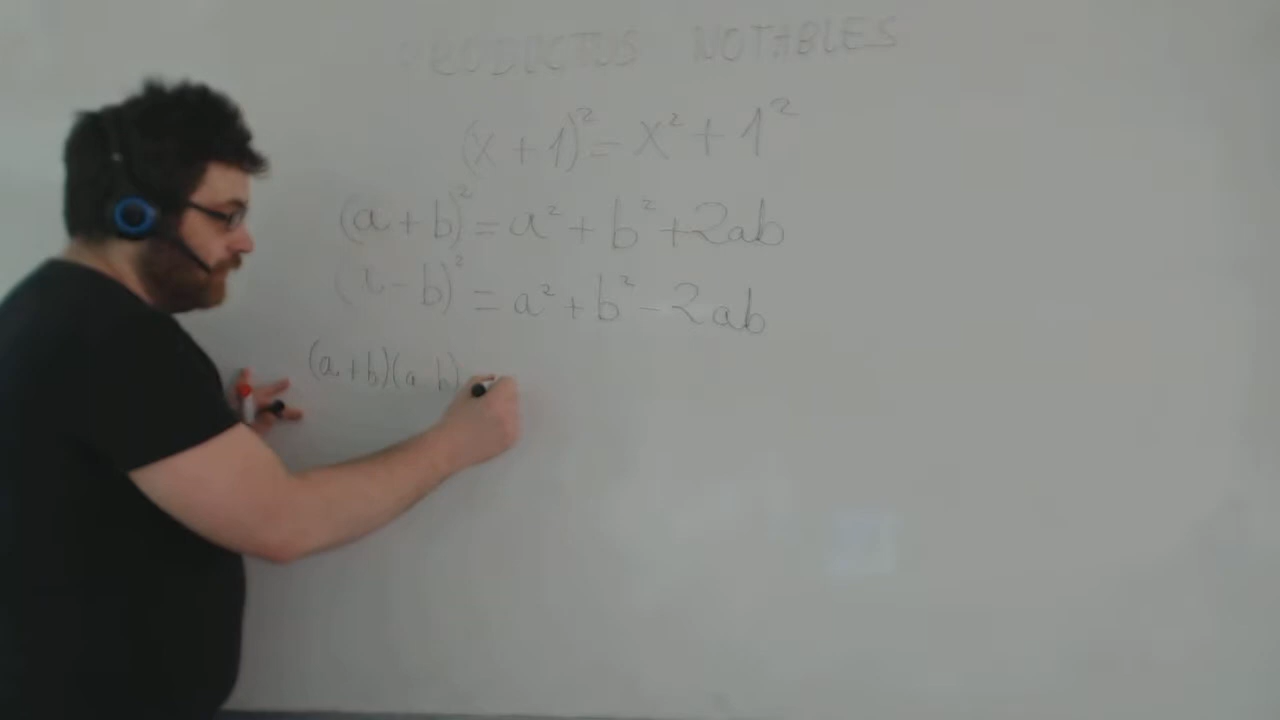 PRODUCTOS NOTABLES
(x + 1)² = x² + 1²
(a + b)² = a² + b² + 2ab
(a - b)² = a² + b² - 2ab
(a + b)(a b)